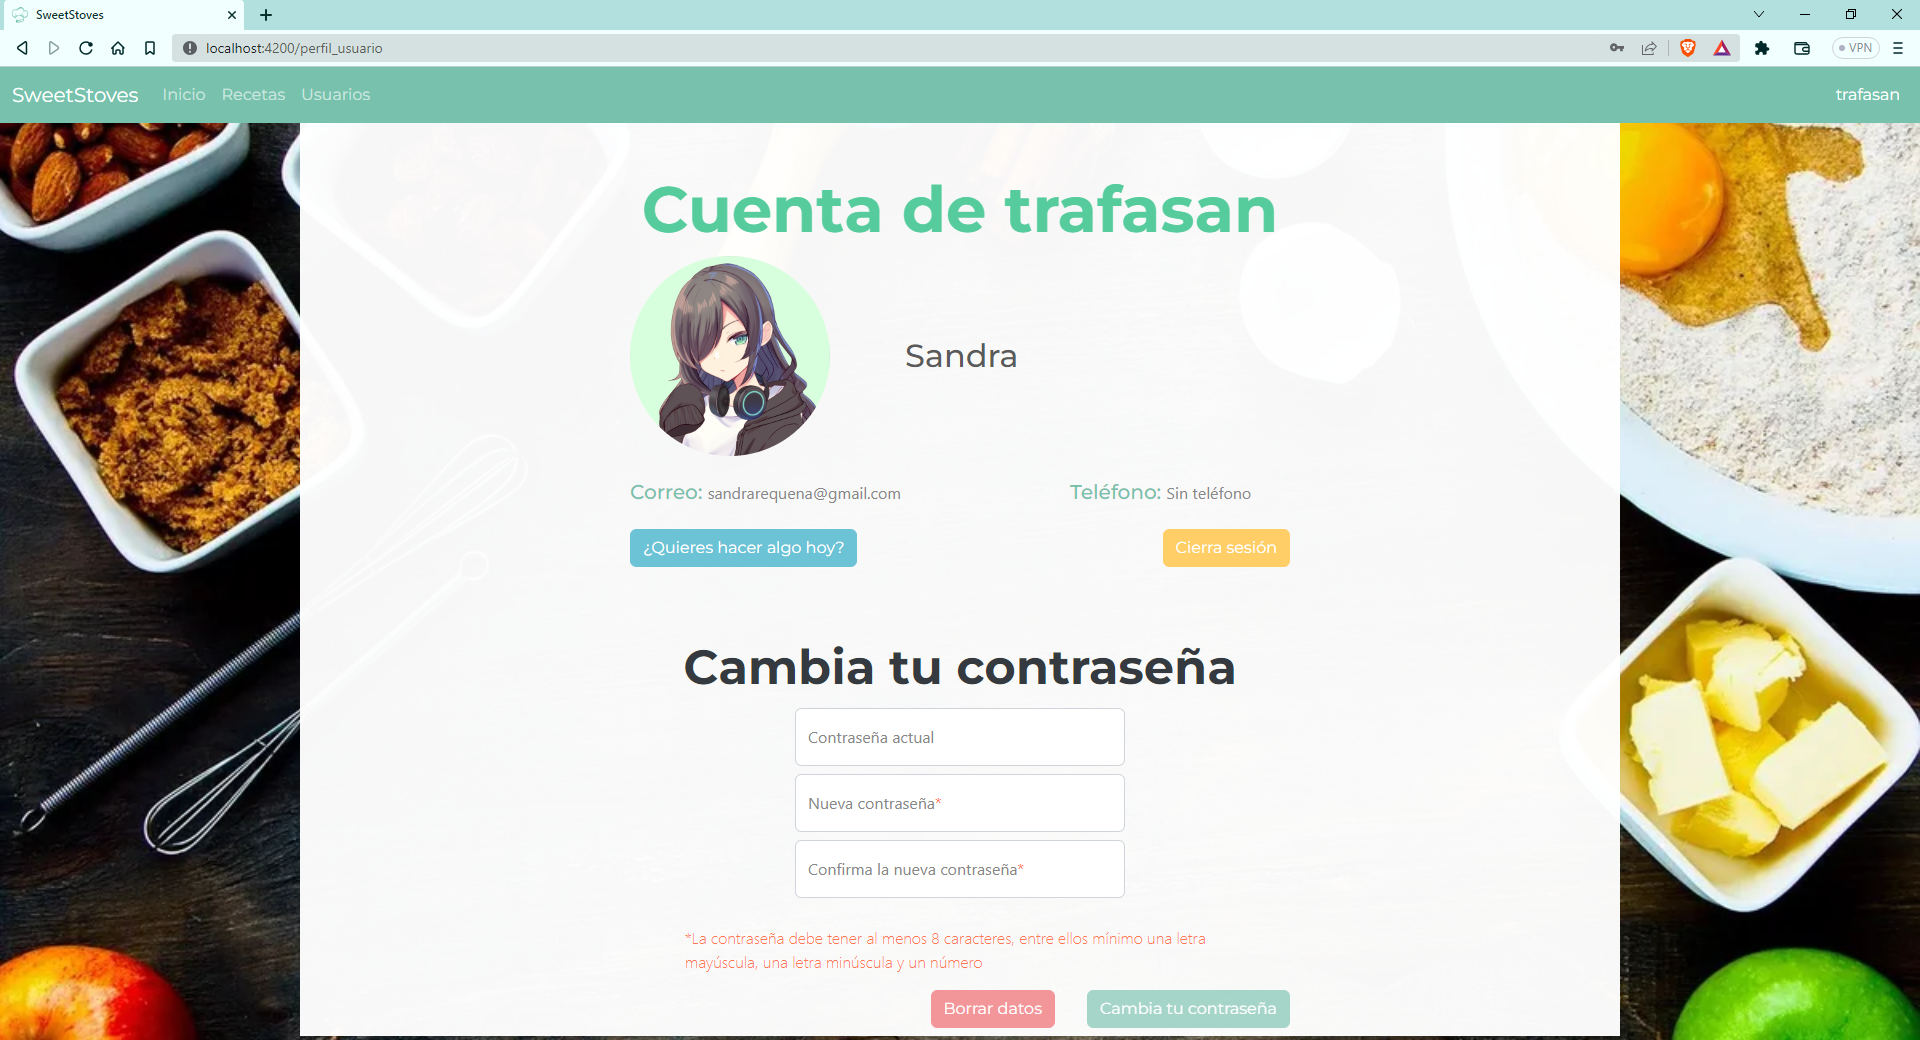 SweetStoves
localhost:4200/perfil_usuario
VPN
SweetStoves Inicio Recetas Usuarios trafasan
Cuenta de trafasan
Sandra
Correo: sandrarequena@gmail.com
Teléfono: Sin teléfono
¿Quieres hacer algo hoy?
Cierra sesión
Cambia tu contraseña
Contraseña actual
Nueva contraseña*
Confirma la nueva contraseña*
*La contraseña debe tener al menos 8 caracteres, entre ellos mínimo una letra
mayúscula, una letra minúscula y un número
Borrar datos
Cambia tu contraseña